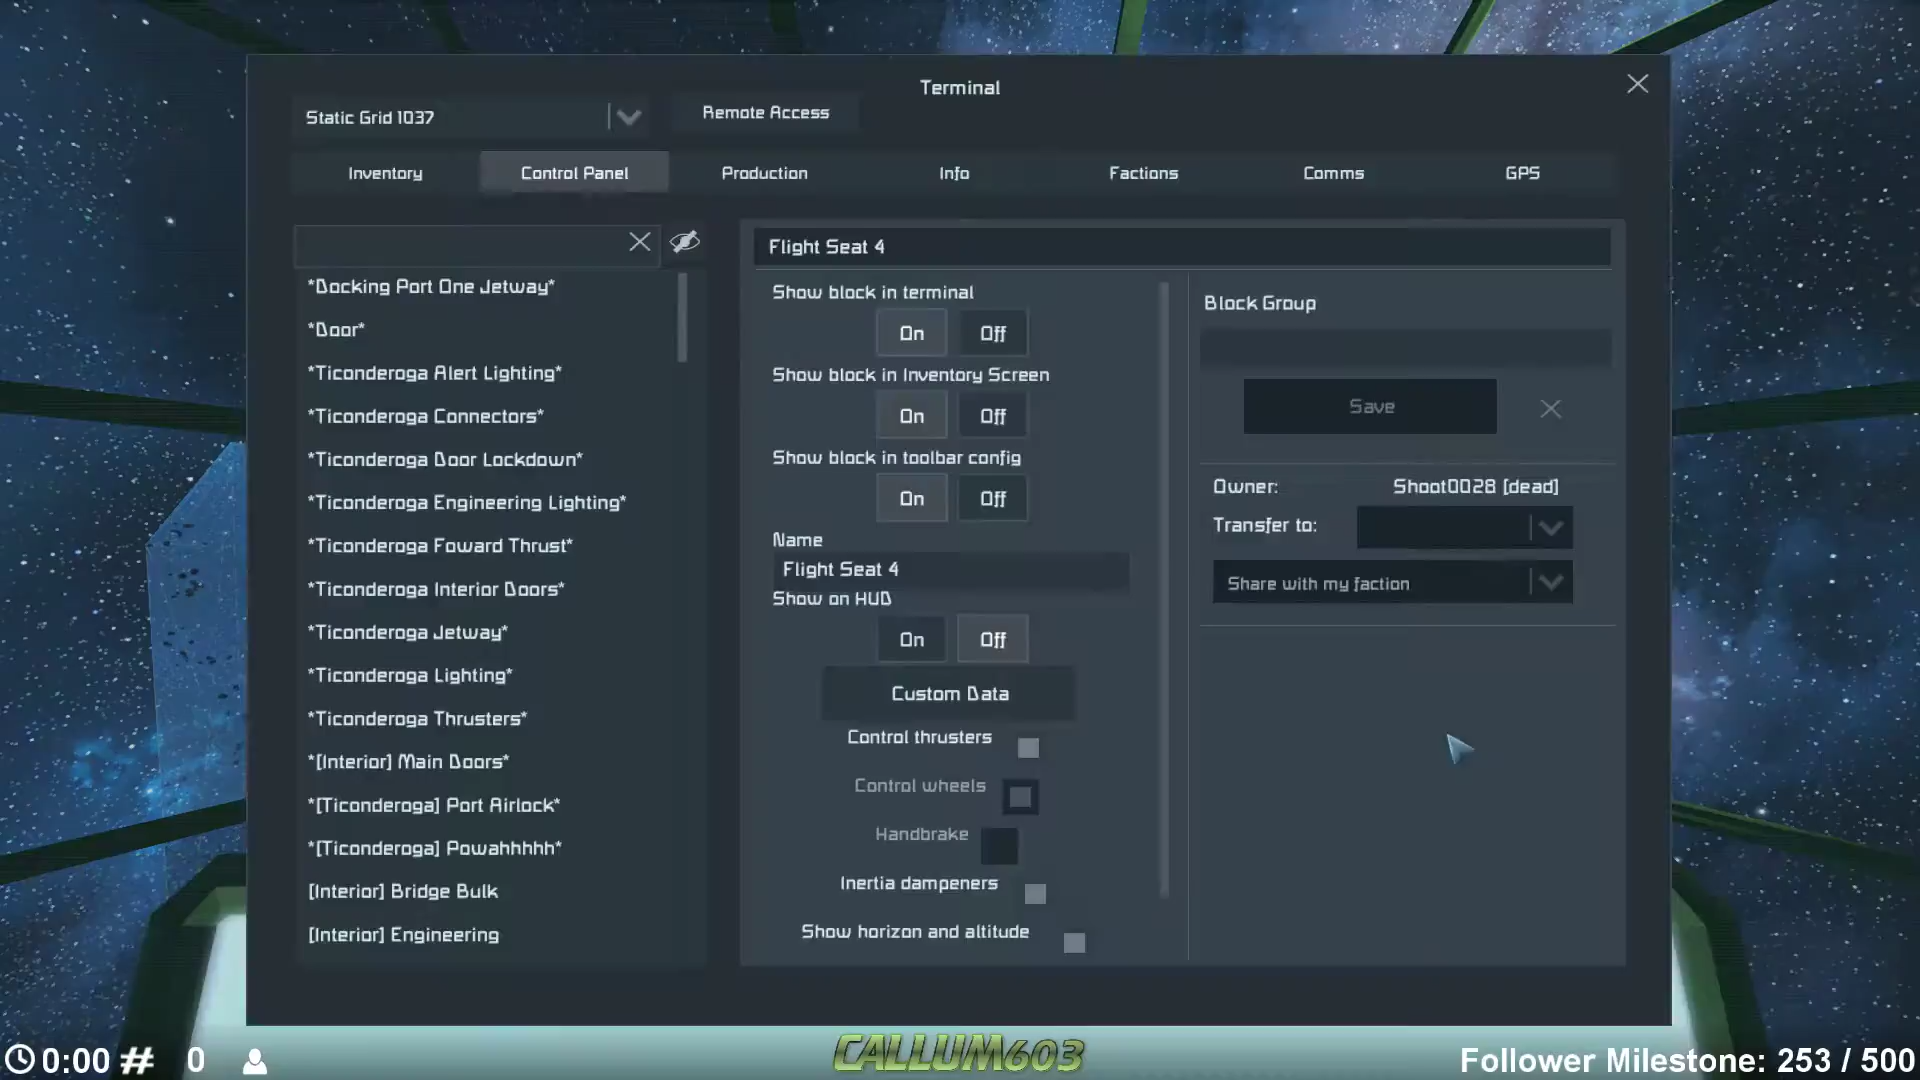 Terminal
Static Grid 1037
Remote Access
Inventory
Control Panel
Production
Info
Factions
Comms
GPS
*Docking Port One Jetway*
*Door*
*Ticonderoga Alert Lighting*
*Ticonderoga Connectors*
*Ticonderoga Door Lockdown*
*Ticonderoga Engineering Lighting*
*Ticonderoga Foward Thrust*
*Ticonderoga Interior Doors*
*Ticonderoga Jetway*
*Ticonderoga Lighting*
*Ticonderoga Thrusters*
*[Interior] Main Doors*
*[Ticonderoga] Port Airlock*
*[Ticonderoga] Powahhhhh*
[Interior] Bridge Bulk
[Interior] Engineering
Flight Seat 4
Show block in terminal
On Off
Show block in Inventory Screen
On Off
Show block in toolbar config
On Off
Name
Flight Seat 4
Show on HUD
On Off
Custom Data
Control thrusters
Control wheels
Handbrake
Inertia dampeners
Show horizon and altitude
Block Group
Save
Owner: Shoot0028 [dead]
Transfer to:
Share with my faction
0:00 # 0
CALLUM603
Follower Milestone: 253 / 500